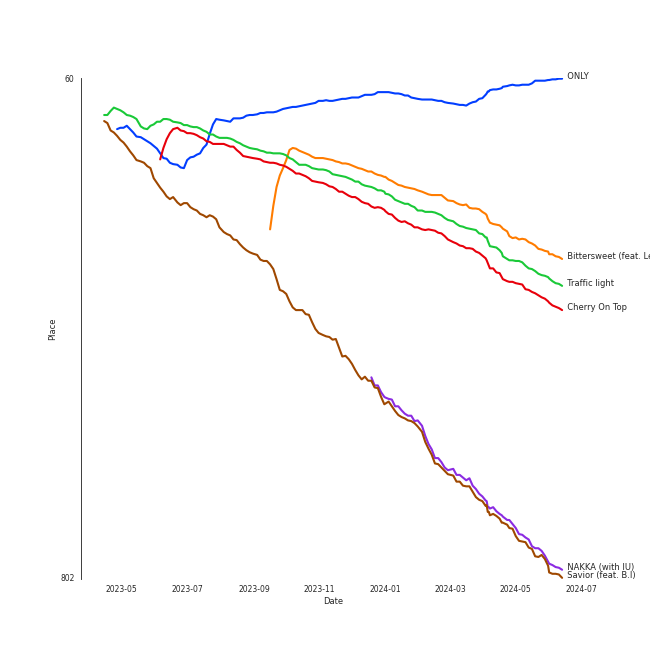 60
ONLY
Bittersweet (feat.
Traffic light
Cherry On Top
Place
NAKKA (with IU)
Savior (feat. B.I)
802
2023-05 2023-07 2023-09 2023-11 2024-01 2024-03 2024-05 2024-07
Date